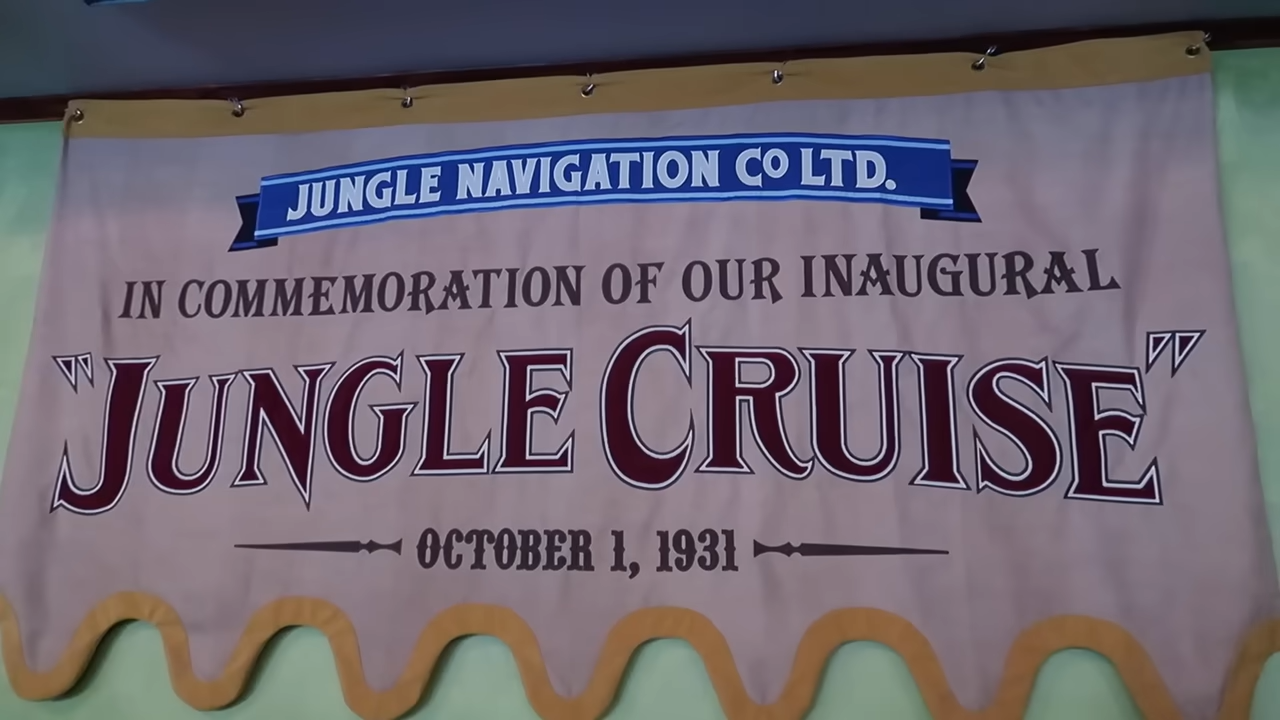 JUNGLE NAVIGATION CO LTD.
IN COMMEMORATION OF OUR INAUGURAL
"JUNGLE CRUISE"
OCTOBER 1, 1931